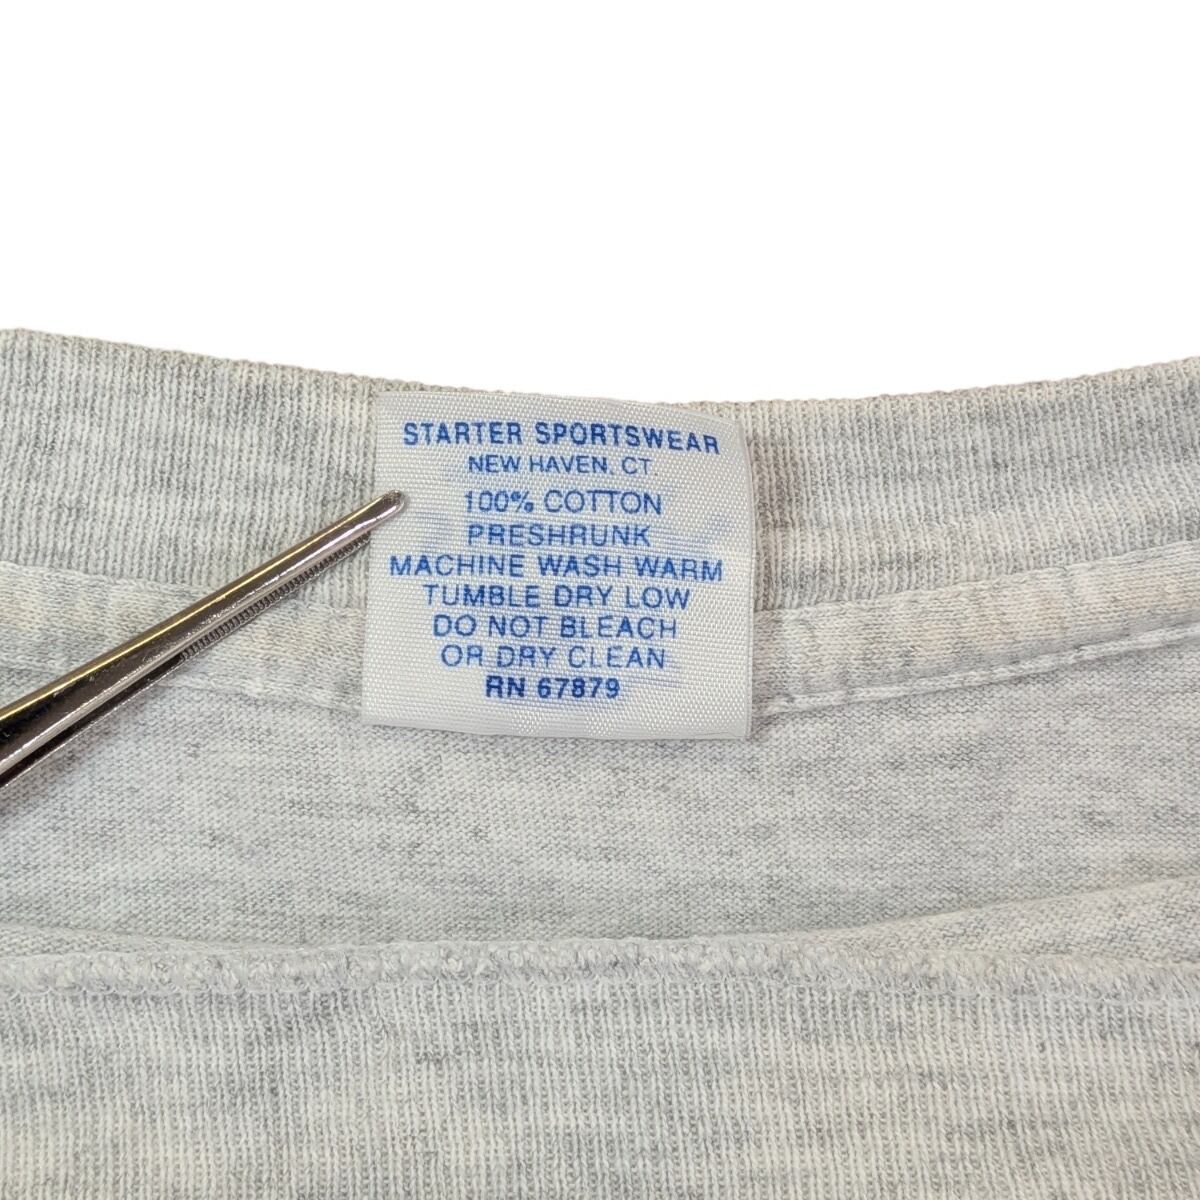 STARTER SPORTSWEAR
NEW HAVEN, CT
100% COTTON
PRESHRUNK
MACHINE WASH WARM
TUMBLE DRY LOW
DO NOT BLEACH
OR DRY CLEAN
RN 67879